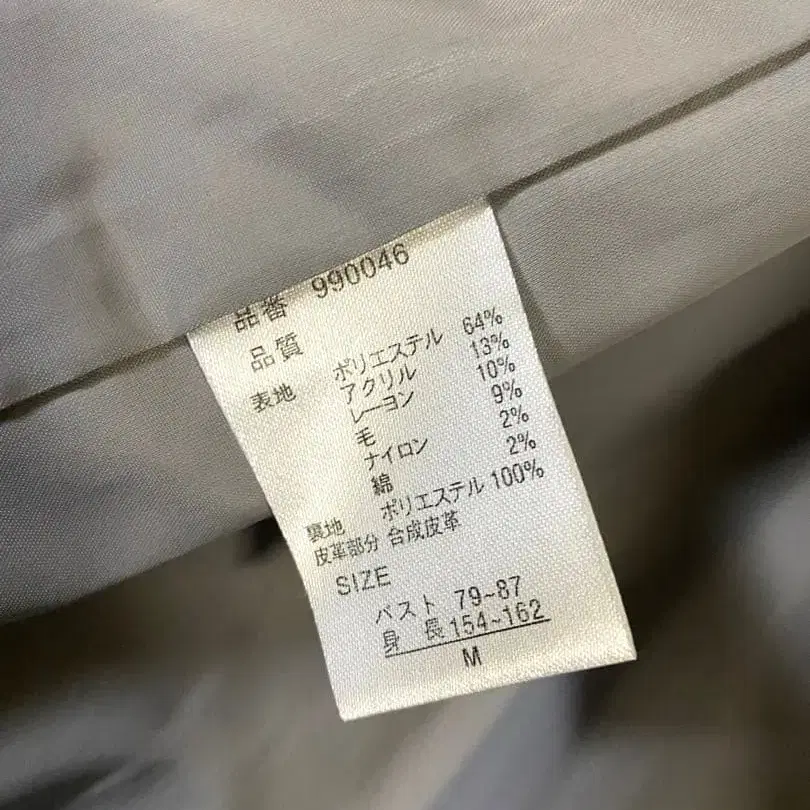 品番 990046
品質
表地 ポリエステル 64%
アクリル 13%
レーヨン 10%
毛 9%
ナイロン 2%
綿 2%
裏地 ポリエステル 100%
皮革部分 合成皮革
SIZE
バスト 79~87
身長 154~162
M